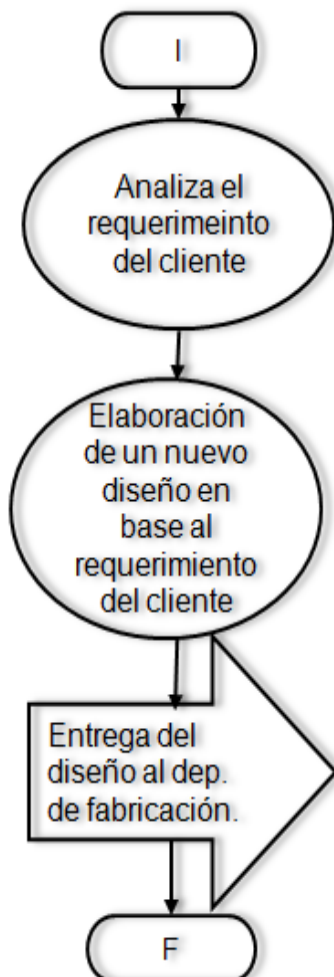 I
Analiza el
requerimeinto
del cliente
Elaboración
de un nuevo
diseño en
base al
requerimiento
del cliente
Entrega del
diseño al dep.
de fabricación.
F